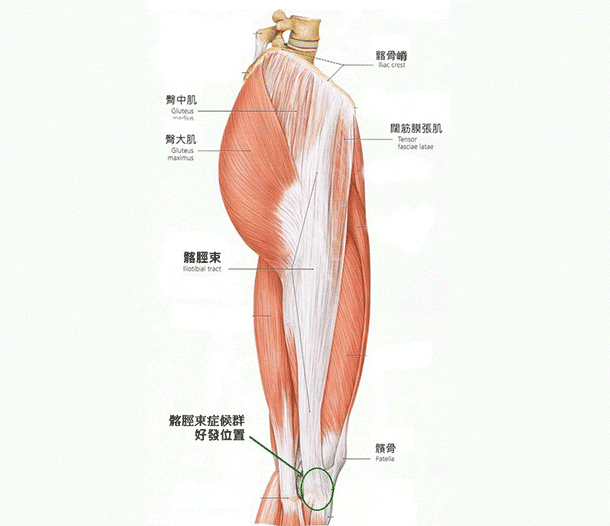 髂骨嵴
Iliac crest
臀中肌
Gluteus
medius
闊筋膜張肌
Tensor
fasciae latae
臀大肌
Gluteus
maximus
髂脛束
Iliotibial tract
髂脛束症候群
好發位置
髕骨
Patella